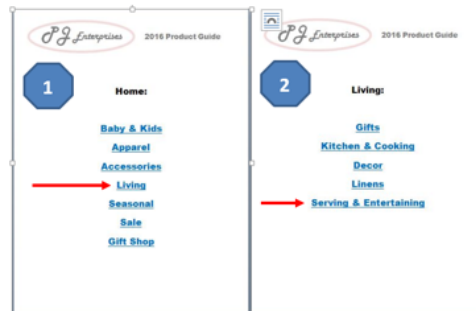 PJ Enterprises 2016 Product Guide
1
Home:
Baby & Kids
Apparel
Accessories
Living
Seasonal
Sale
Gift Shop
PJ Enterprises 2016 Product Guide
2
Living:
Gifts
Kitchen & Cooking
Decor
Linens
Serving & Entertaining